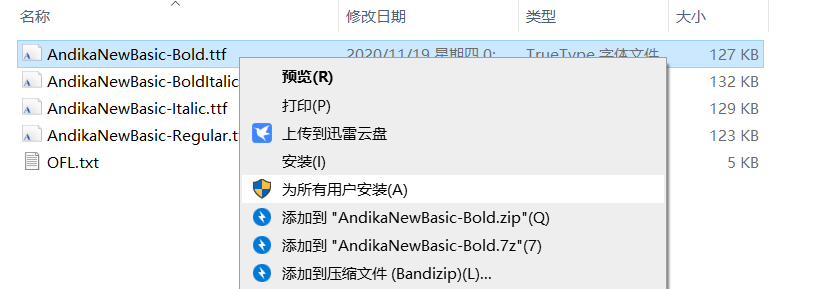 名称 修改日期 类型 大小
AndikaNewBasic-Bold.ttf 2020/11/19 星期四 0: TrueType 字体文件 127 KB
AndikaNewBasic-BoldItalic 132 KB
AndikaNewBasic-Italic.ttf 129 KB
AndikaNewBasic-Regular.tt 123 KB
OFL.txt 5 KB
预览(R)
打印(P)
上传到迅雷云盘
安装(I)
为所有用户安装(A)
添加到 "AndikaNewBasic-Bold.zip"(Q)
添加到 "AndikaNewBasic-Bold.7z"(7)
添加到压缩文件 (Bandizip)(L)...